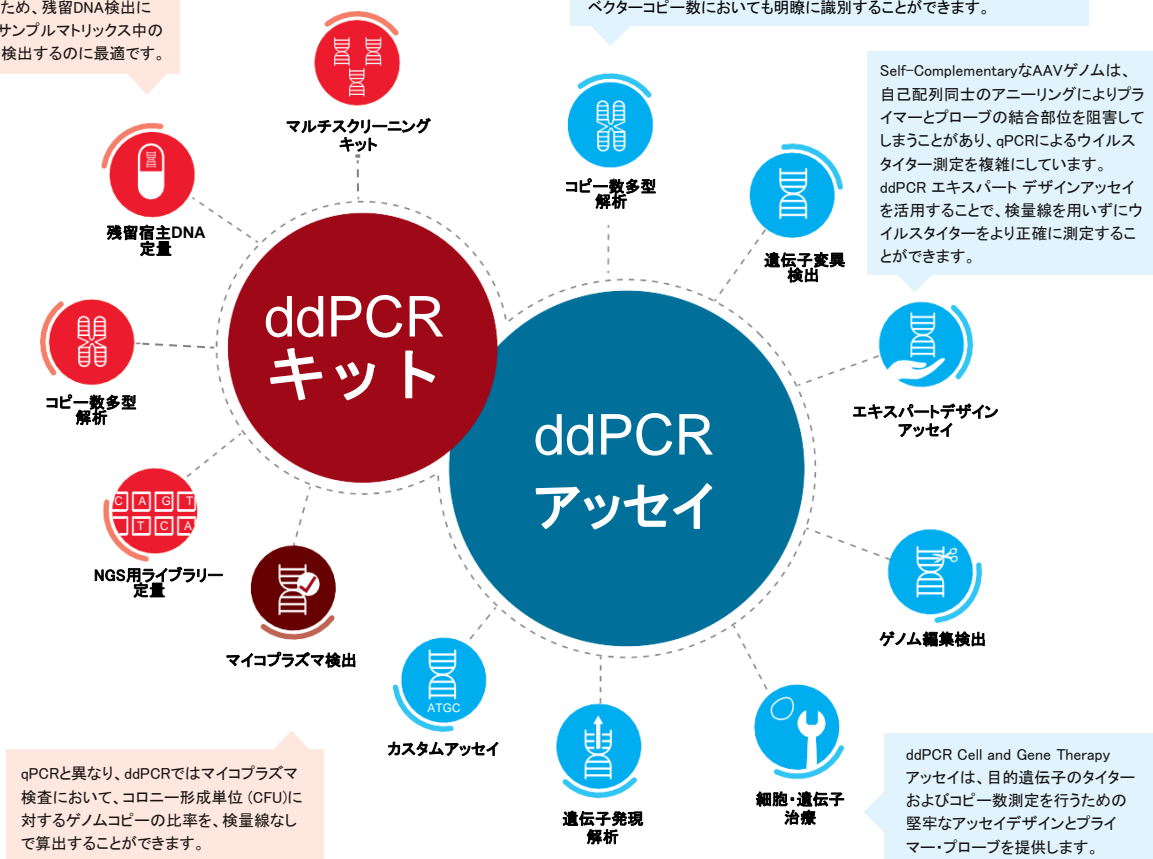 ため、残留DNA検出に
サンプルマトリックス中の
検出するのに最適です。
ベクターコピー数においても明瞭に識別することができます。
マルチスクリーニング
キット
コピー数多型
解析
Self-ComplementaryなAAVゲノムは、
自己配列同士のアニーリングによりプラ
イマーとプローブの結合部位を阻害して
しまうことがあり、qPCRによるウイルス
タイター測定を複雑にしています。
ddPCR エキスパート デザインアッセイ
を活用することで、検量線を用いずにウ
イルスタイターをより正確に測定するこ
とができます。
残留宿主DNA
定量
遺伝子変異
検出
ddPCR
キット
コピー数多型
解析
エキスパートデザイン
アッセイ
ddPCR
アッセイ
C A G T
T C A
NGS用ライブラリー
定量
マイコプラズマ検出
ゲノム編集検出
ATGC
カスタムアッセイ
遺伝子発現
解析
細胞・遺伝子
治療
qPCRと異なり、ddPCRではマイコプラズマ
検査において、コロニー形成単位 (CFU)に
対するゲノムコピーの比率を、検量線なし
で算出することができます。
ddPCR Cell and Gene Therapy
アッセイは、目的遺伝子のタイター
およびコピー数測定を行うための
堅牢なアッセイデザインとプライ
マー・プローブを提供します。